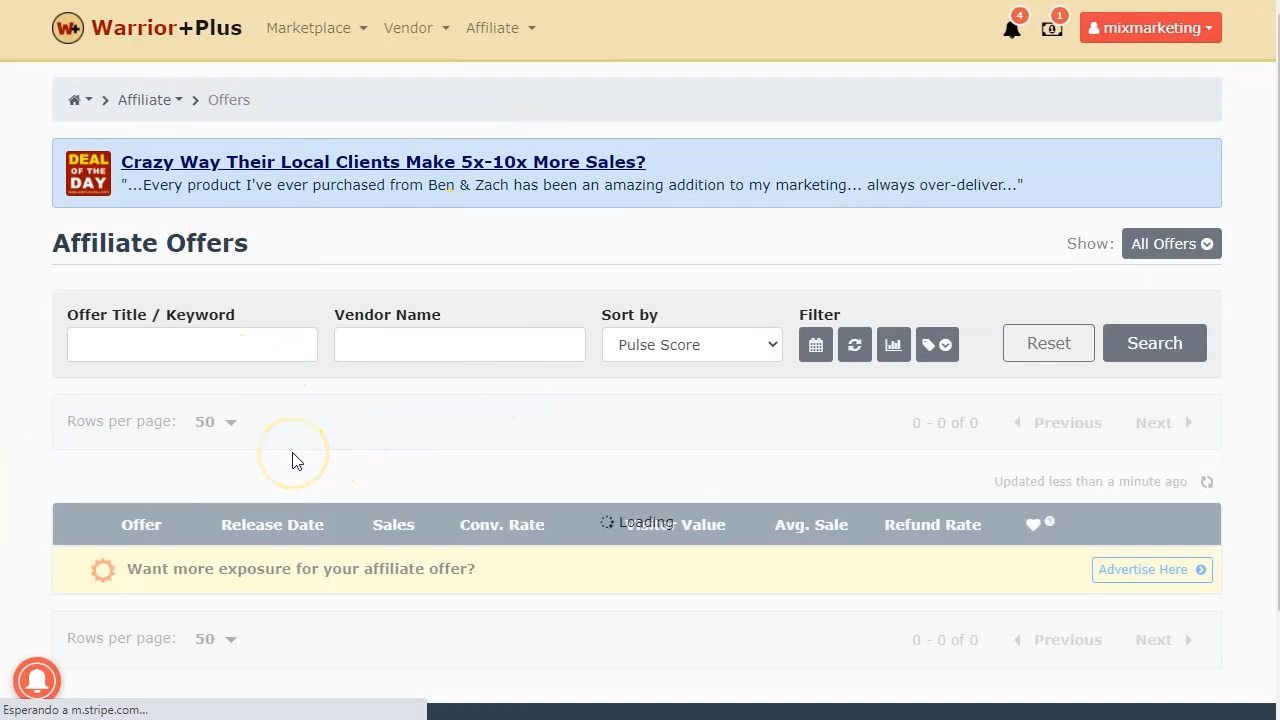 Warrior+Plus Marketplace Vendor Affiliate 4 1 mixmarketing
Affiliate Offers
DEAL OF THE DAY
Crazy Way Their Local Clients Make 5x-10x More Sales?
"...Every product I've ever purchased from Ben & Zach has been an amazing addition to my marketing... always over-deliver..."
Affiliate Offers Show: All Offers
Offer Title / Keyword Vendor Name Sort by Filter
Pulse Score Reset Search
Rows per page: 50 0 - 0 of 0 Previous Next
Updated less than a minute ago
Offer Release Date Sales Conv. Rate Loading Visitor Value Avg. Sale Refund Rate
Want more exposure for your affiliate offer? Advertise Here
Rows per page: 50 0 - 0 of 0 Previous Next
Esperando a m.stripe.com...